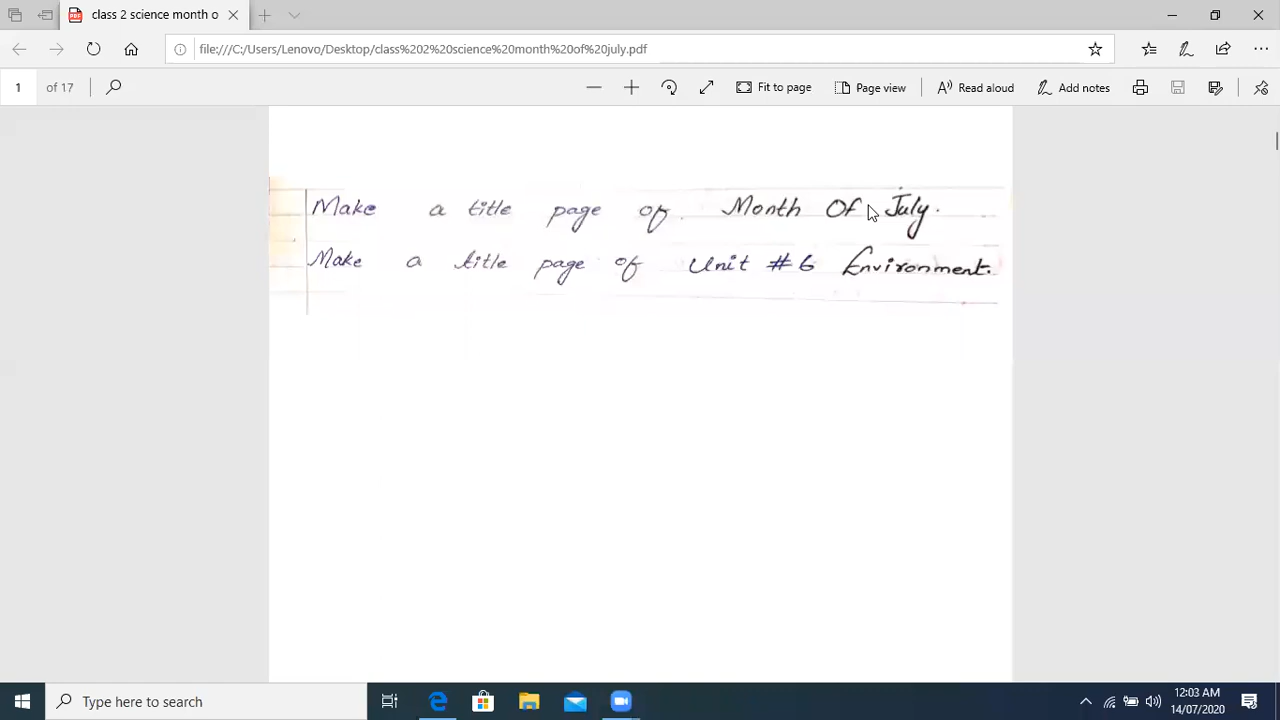 class 2 science month o
file:///C:/Users/Lenovo/Desktop/class%202%20science%20month%20of%20july.pdf
1 of 17
Fit to page
Page view
Read aloud
Add notes
Make a title page of Month Of July.
Make a title page of Unit #6 Environment.
Type here to search
12:03 AM
14/07/2020